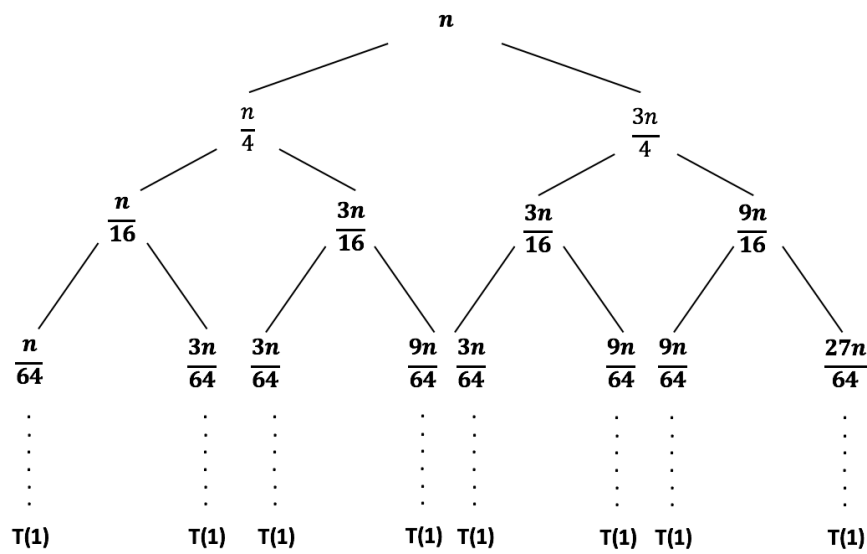 n
n/4 3n/4
n/16 3n/16 3n/16 9n/16
n/64 3n/64 3n/64 9n/64 3n/64 9n/64 9n/64 27n/64
T(1) T(1) T(1) T(1) T(1) T(1) T(1) T(1)